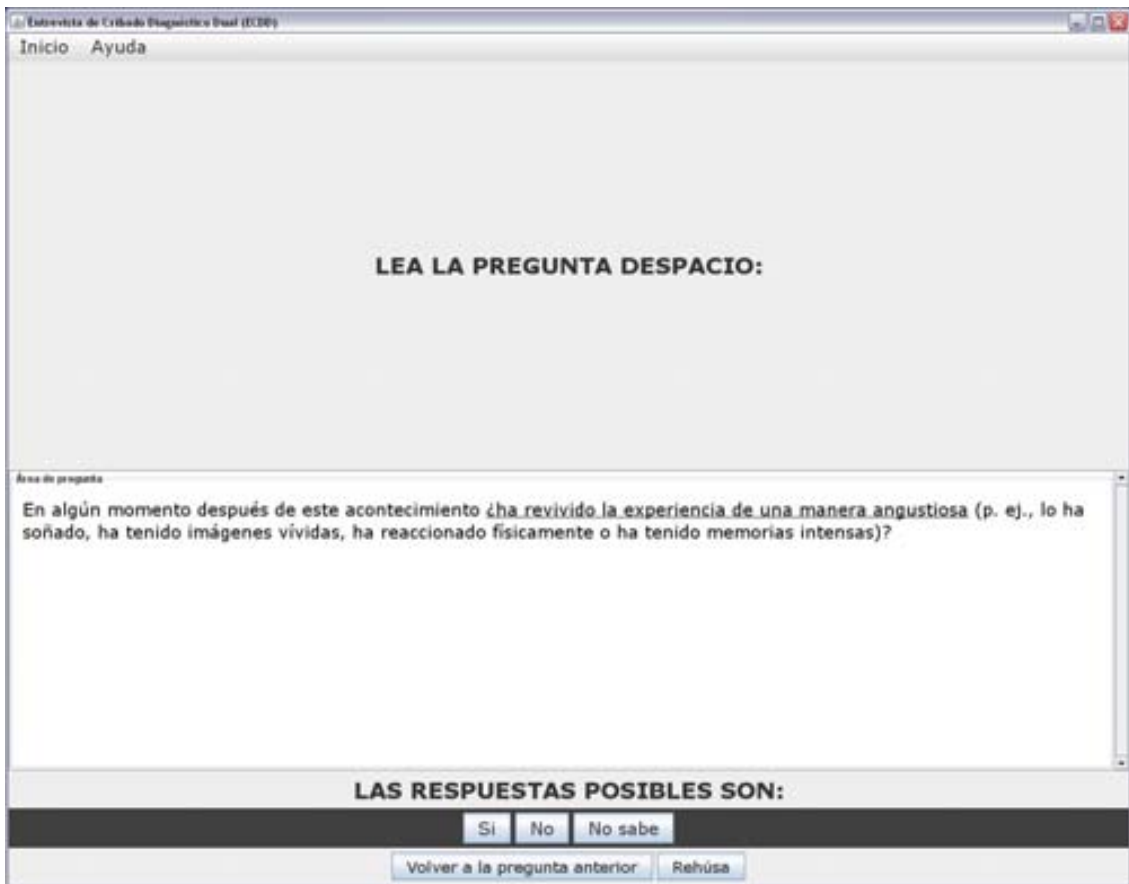 Entrevista de Cribado Diagnóstico Dual (ECDD)
Inicio Ayuda
LEA LA PREGUNTA DESPACIO:
Área de pregunta
En algún momento después de este acontecimiento ¿ha revivido la experiencia de una manera angustiosa (p. ej., lo ha
soñado, ha tenido imágenes vívidas, ha reaccionado físicamente o ha tenido memorias intensas)?
LAS RESPUESTAS POSIBLES SON:
Si No No sabe
Volver a la pregunta anterior Rehúsa